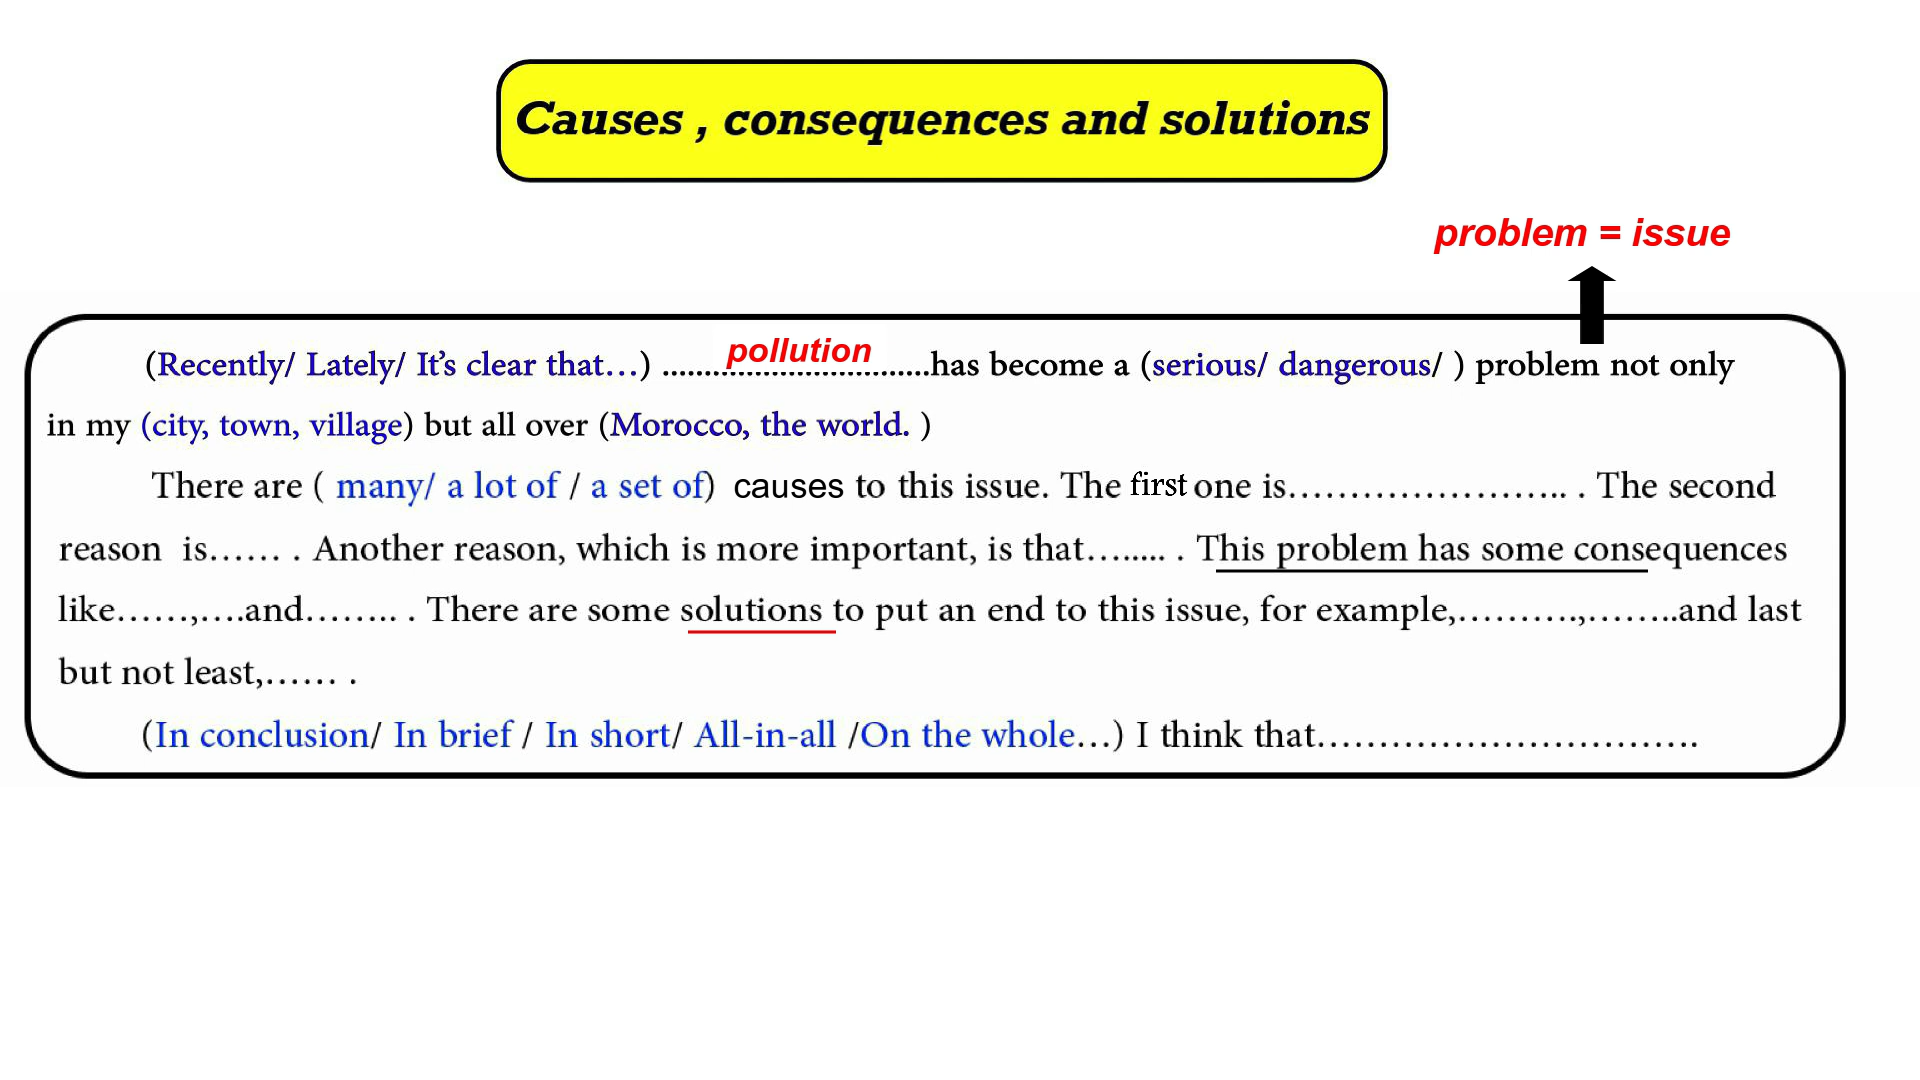 Causes , consequences and solutions
problem = issue
(Recently/ Lately/ It's clear that…) ........pollution........has become a (serious/ dangerous/ ) problem not only
in my (city, town, village) but all over (Morocco, the world. )
There are ( many/ a lot of / a set of) causes to this issue. The first one is…………………….. . The second
reason is…… . Another reason, which is more important, is that…..... . This problem has some consequences
like……,….and…….. . There are some solutions to put an end to this issue, for example,……….,……..and last
but not least,…… .
(In conclusion/ In brief / In short/ All-in-all /On the whole…) I think that………………………….